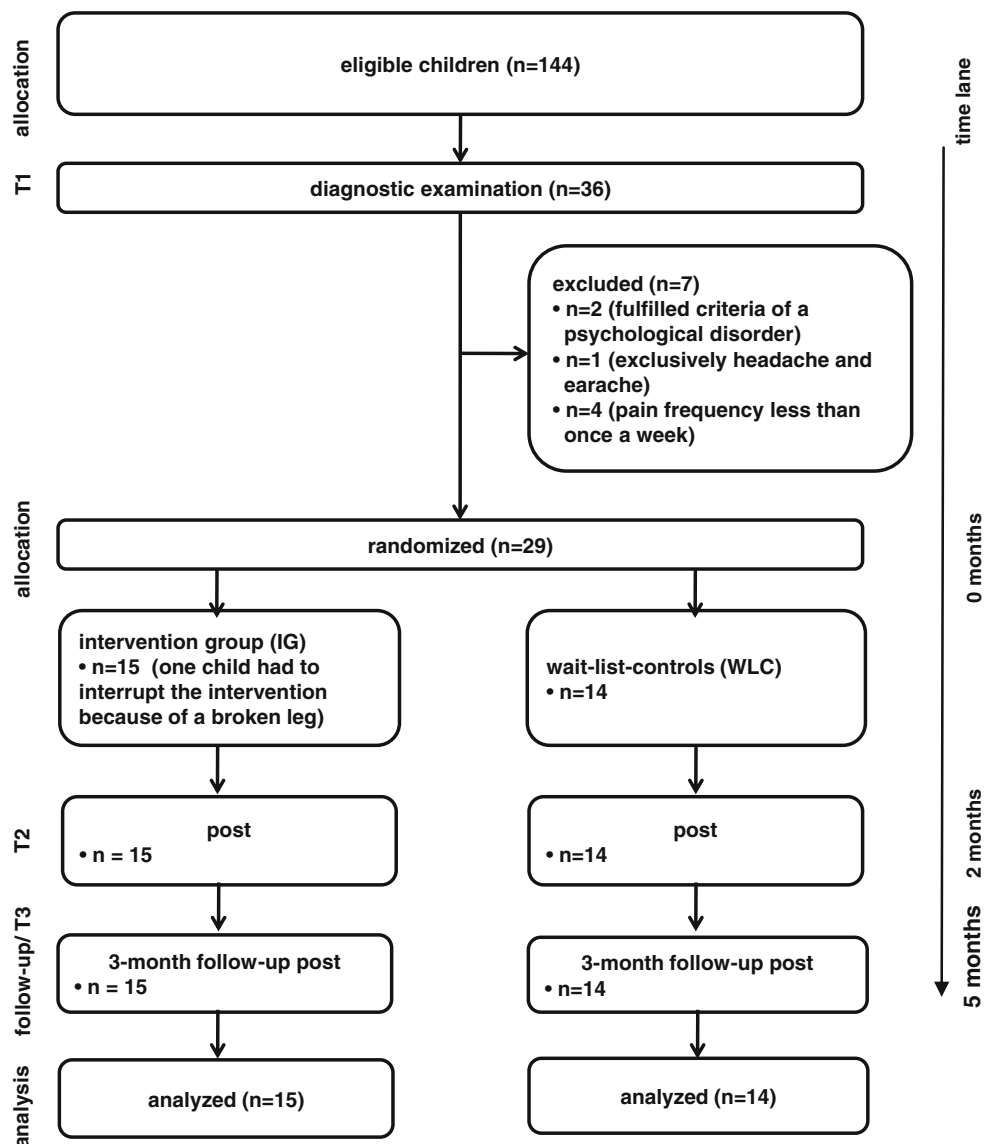 allocation
eligible children (n=144)
time lane
T1
diagnostic examination (n=36)
excluded (n=7)
• n=2 (fulfilled criteria of a
psychological disorder)
• n=1 (exclusively headache and
earache)
• n=4 (pain frequency less than
once a week)
allocation
randomized (n=29)
0 months
intervention group (IG)
• n=15 (one child had to
interrupt the intervention
because of a broken leg)
wait-list-controls (WLC)
• n=14
T2
post
• n = 15
post
• n=14
2 months
follow-up/ T3
3-month follow-up post
• n = 15
3-month follow-up post
• n=14
5 months
analysis
analyzed (n=15)
analyzed (n=14)